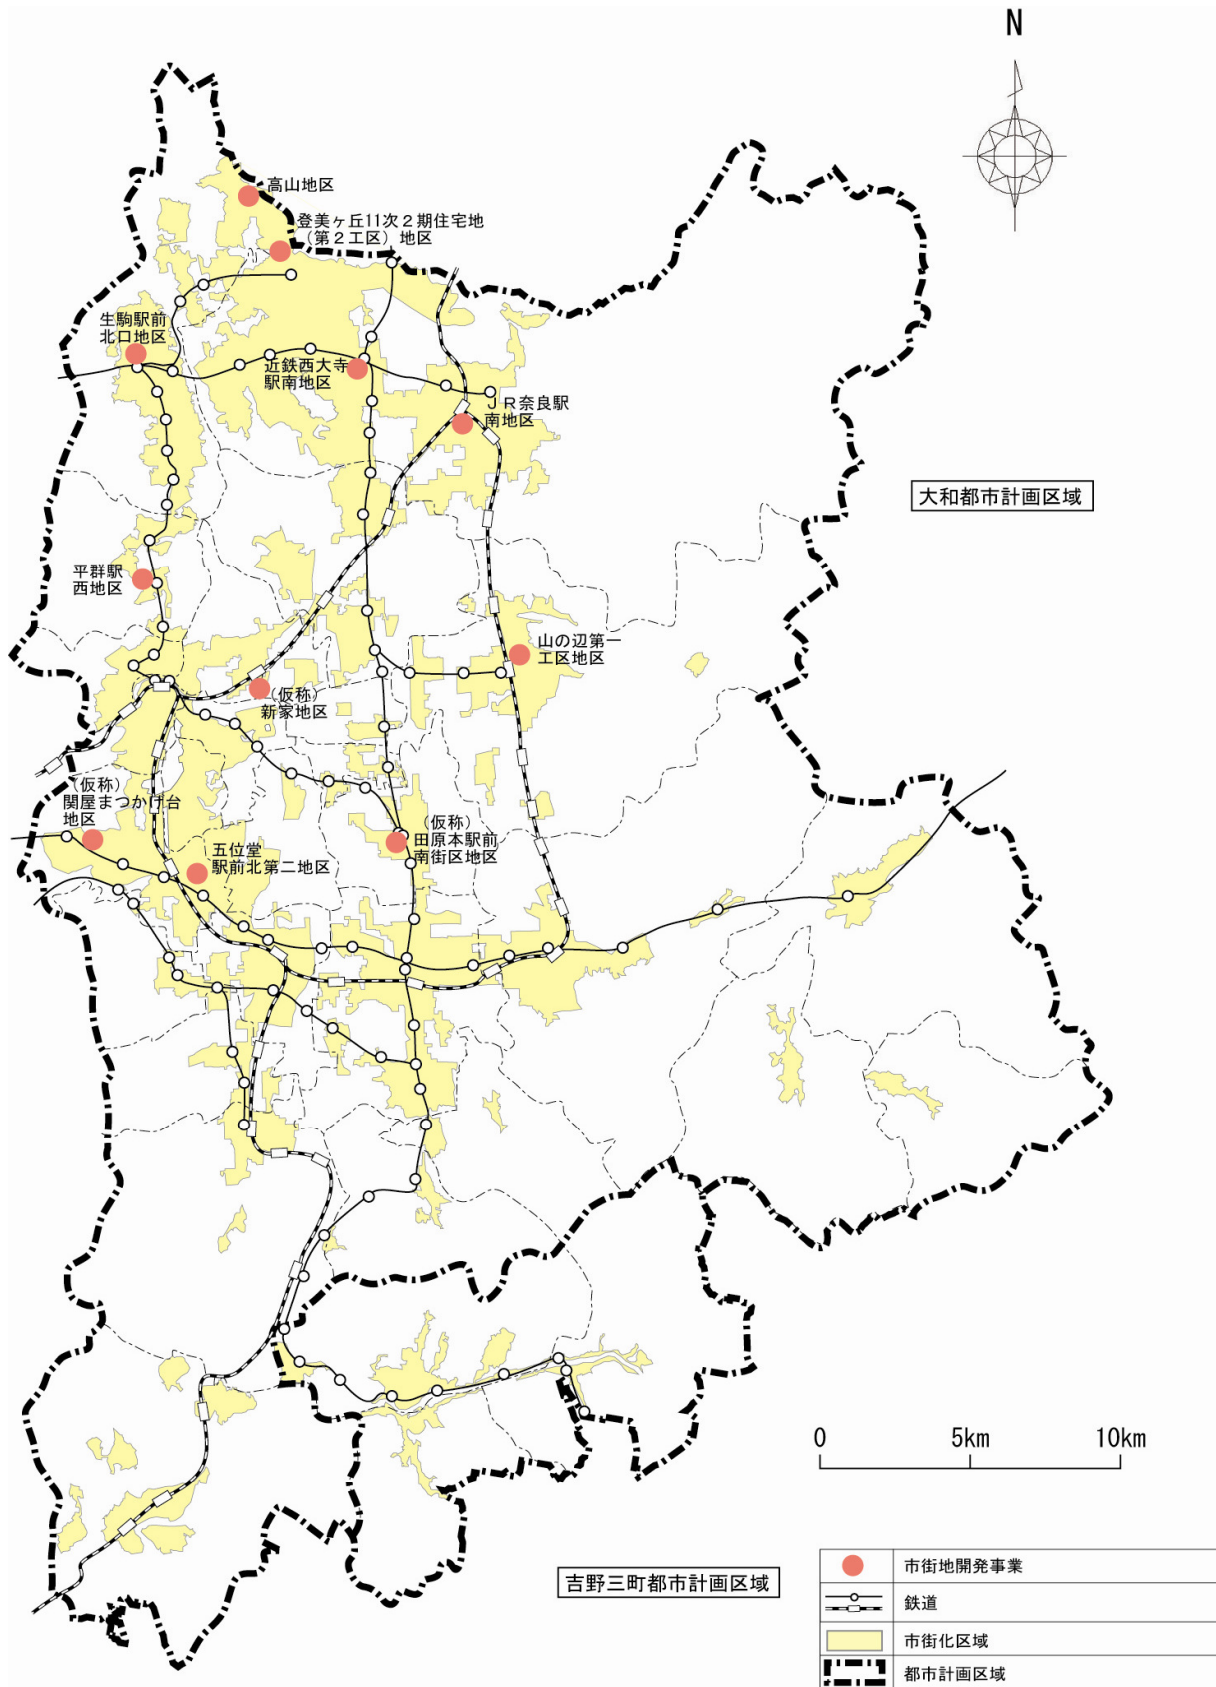 N
高山地区
登美ヶ丘11次2期住宅地
(第2工区)地区
生駒駅前
北口地区
近鉄西大寺
駅南地区
JR奈良駅
南地区
大和都市計画区域
平群駅
西地区
山の辺第一
工区地区
(仮称)
新家地区
(仮称)
関屋まつかげ台
地区
(仮称)
田原本駅前
南街区地区
五位堂
駅前北第二地区
0 5km 10km
吉野三町都市計画区域
市街地開発事業
鉄道
市街化区域
都市計画区域